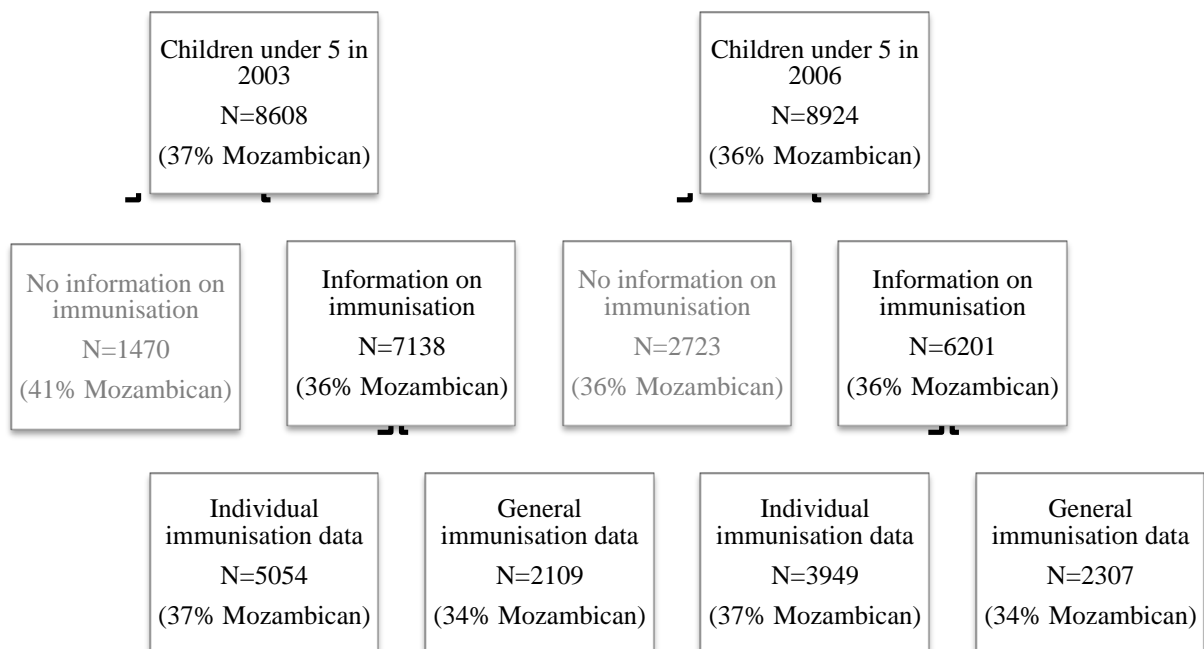 Children under 5 in
2003
N=8608
(37% Mozambican)
Children under 5 in
2006
N=8924
(36% Mozambican)
No information on
immunisation
N=1470
(41% Mozambican)
Information on
immunisation
N=7138
(36% Mozambican)
No information on
immunisation
N=2723
(36% Mozambican)
Information on
immunisation
N=6201
(36% Mozambican)
Individual
immunisation data
N=5054
(37% Mozambican)
General
immunisation data
N=2109
(34% Mozambican)
Individual
immunisation data
N=3949
(37% Mozambican)
General
immunisation data
N=2307
(34% Mozambican)